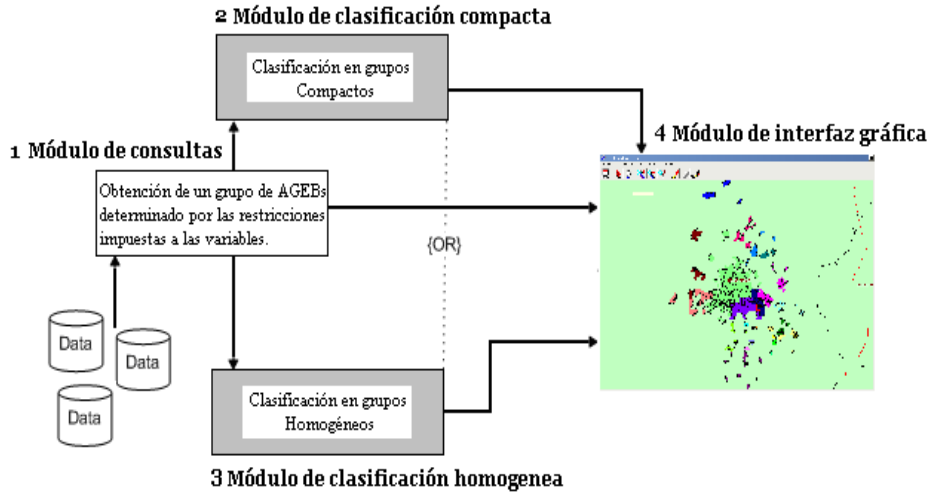 2 Módulo de clasificación compacta
Clasificación en grupos
Compactos
4 Módulo de interfaz gráfica
1 Módulo de consultas
Obtención de un grupo de AGEBs
determinado por las restricciones
impuestas a las variables.
{OR}
Data
Data
Data
Clasificación en grupos
Homogéneos
3 Módulo de clasificación homogenea